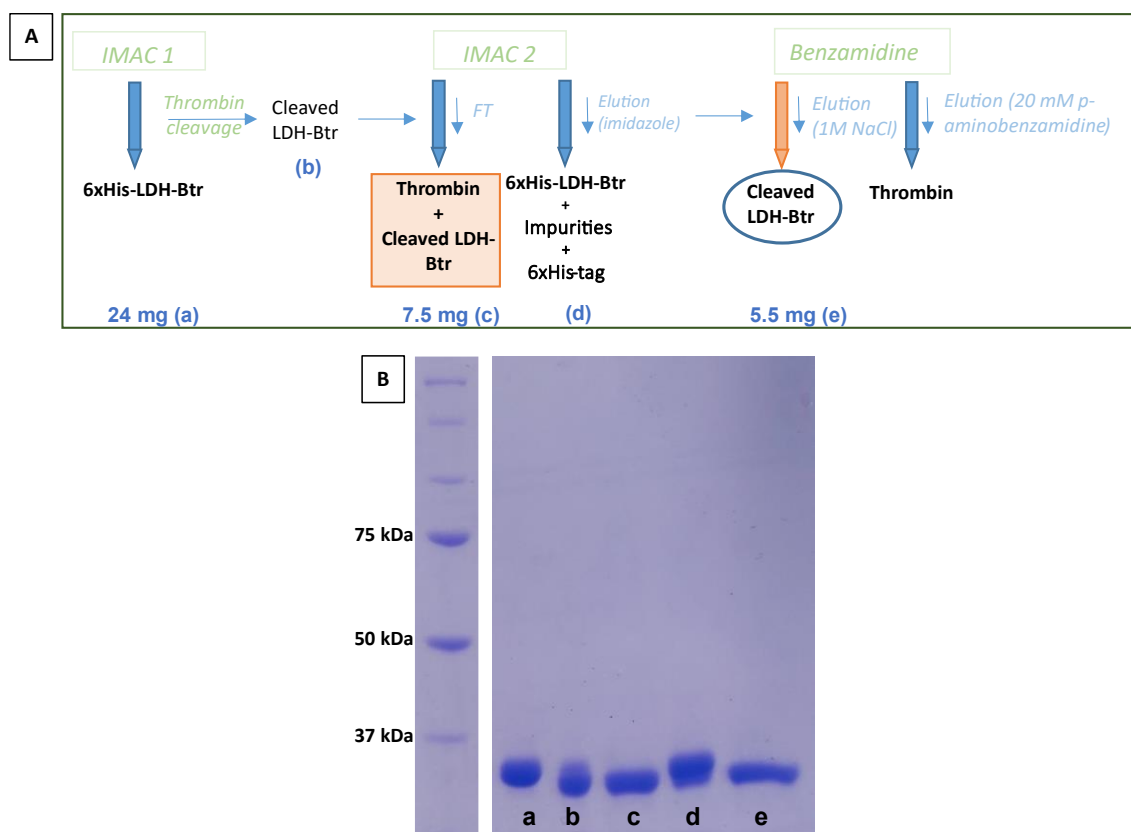 A
IMAC 1
IMAC 2
Benzamidine
Thrombin
cleavage
Cleaved
LDH-Btr
(b)
FT
Elution
(imidazole)
Elution
(1M NaCl)
Elution (20 mM p-
aminobenzamidine)
6xHis-LDH-Btr
Thrombin
+
Cleaved LDH-
Btr
6xHis-LDH-Btr
+
Impurities
+
6xHis-tag
Cleaved
LDH-Btr
Thrombin
24 mg (a)
7.5 mg (c)
(d)
5.5 mg (e)
B
75 kDa
50 kDa
37 kDa
a b c d e